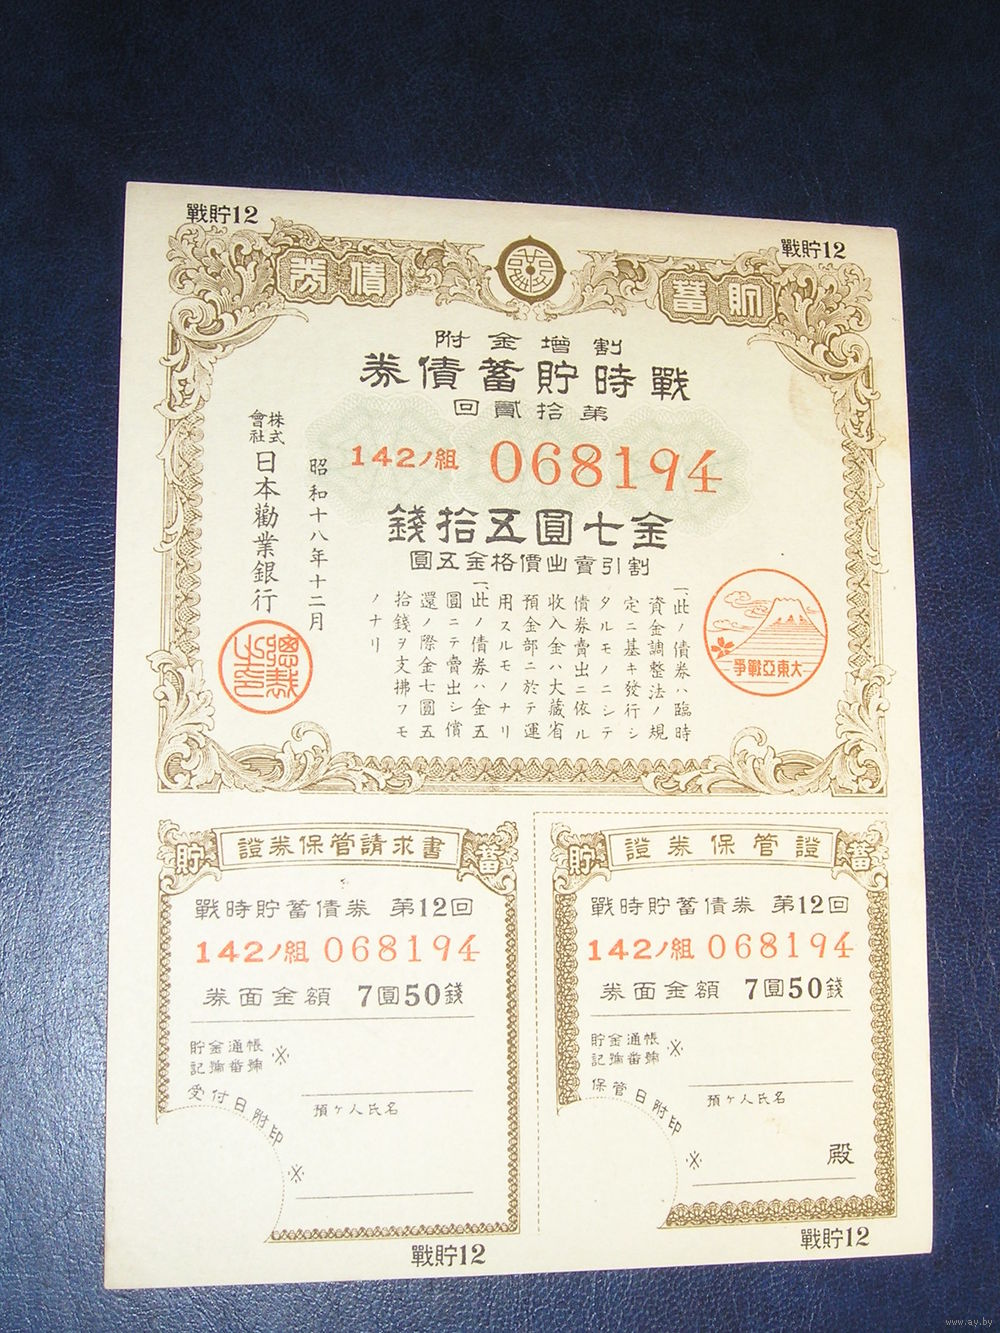 戰貯12
戰貯12
貯蓄
債券
割增金附
戰時貯蓄債券
第拾貳回
142ノ組 068194
金七圓五拾錢
割引賣出價格金五圓
一、此ノ債券ハ臨時
資金調整法ノ規
定ニ基キ發行シ
タルモノニシテ
債券賣出ニ依ル
收入金ハ大藏省
預金部ニ於テ運
用スルモノナリ
一、此ノ債券ハ金五
圓ニテ賣出シ償
還ノ際金七圓五
拾錢ヲ支拂フモ
ノナリ
大東亞戰爭
昭和十八年十二月
株式會社日本勸業銀行
總裁之印
貯蓄
證券保管請求書
戰時貯蓄債券 第12回
142ノ組 068194
券面金額 7圓50錢
貯金通帳
記號番號 ※
受付日附印
預ケ人氏名
※
貯蓄
證券保管證
戰時貯蓄債券 第12回
142ノ組 068194
券面金額 7圓50錢
貯金通帳
記號番號 ※
保管日附印
預ケ人氏名
※
殿
戰貯12
戰貯12
www.ay.by